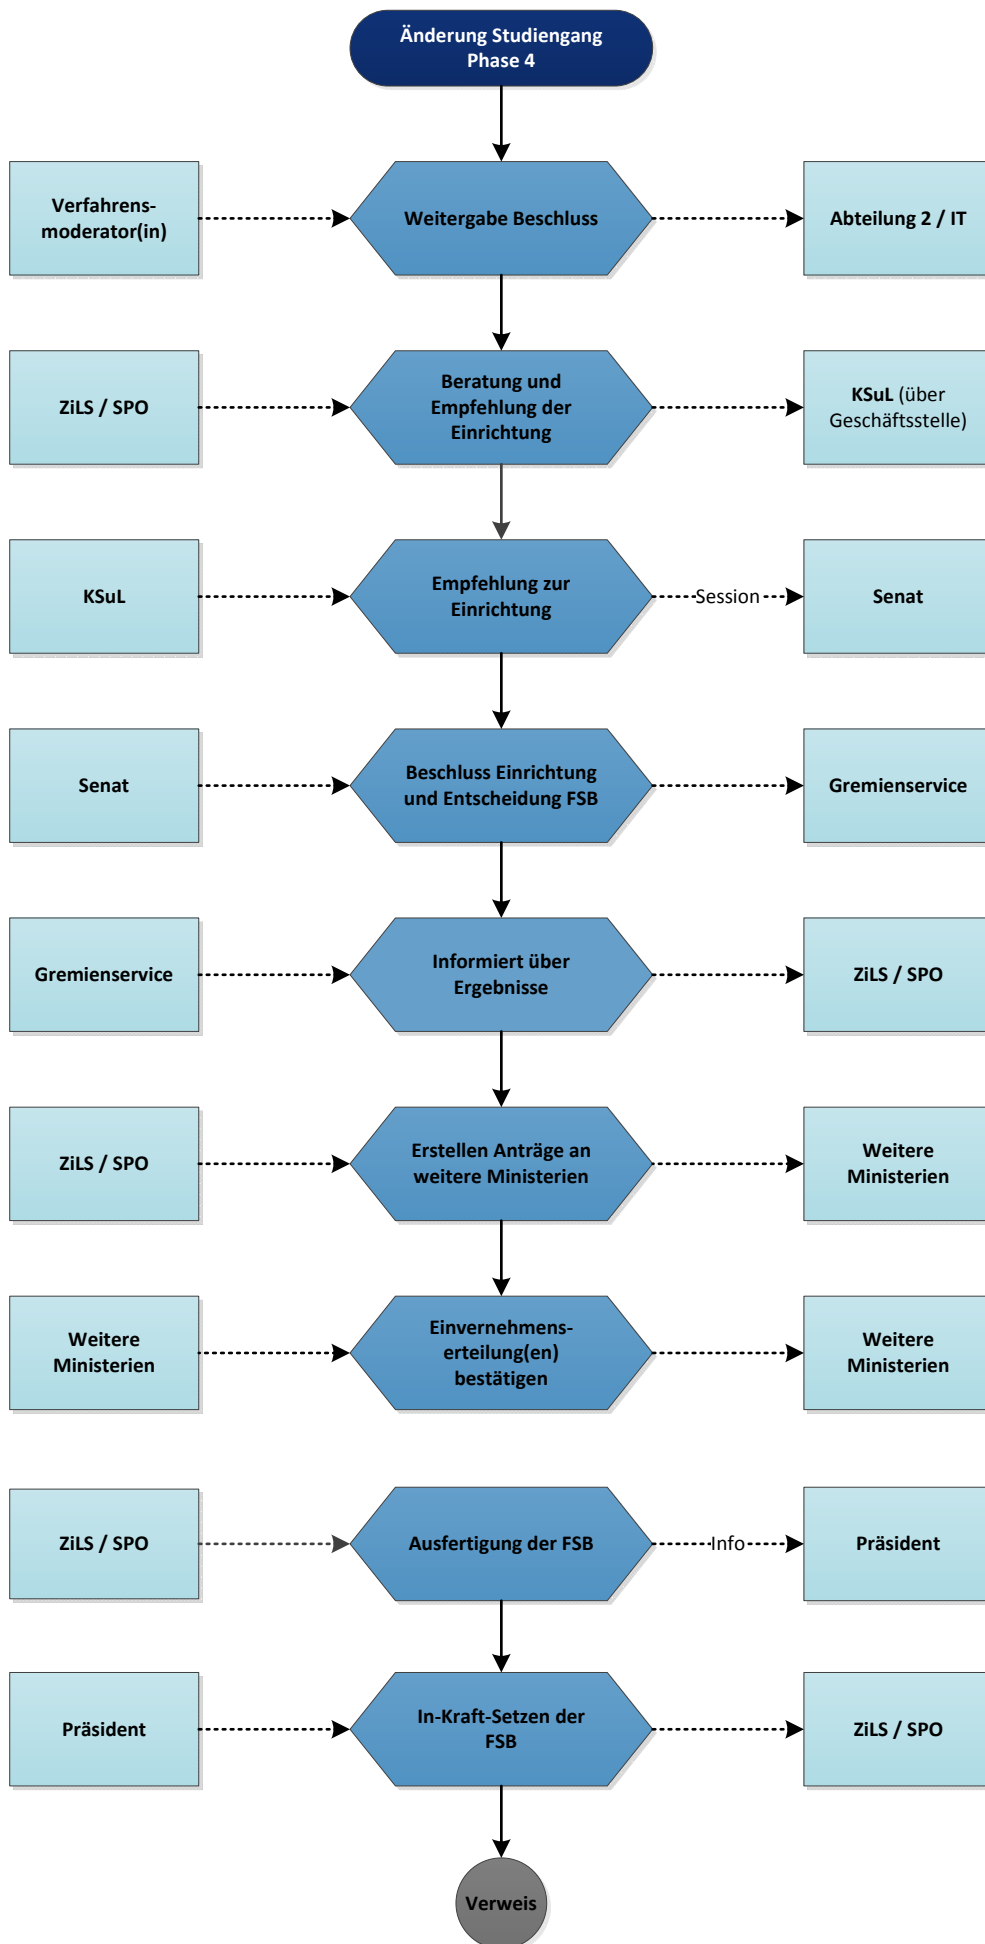 Änderung Studiengang
Phase 4
Verfahrens-
moderator(in)
Weitergabe Beschluss
Abteilung 2 / IT
ZiLS / SPO
Beratung und
Empfehlung der
Einrichtung
KSuL (über
Geschäftsstelle)
KSuL
Empfehlung zur
Einrichtung
Session
Senat
Senat
Beschluss Einrichtung
und Entscheidung FSB
Gremienservice
Gremienservice
Informiert über
Ergebnisse
ZiLS / SPO
ZiLS / SPO
Erstellen Anträge an
weitere Ministerien
Weitere
Ministerien
Weitere
Ministerien
Einvernehmens-
erteilung(en)
bestätigen
Weitere
Ministerien
ZiLS / SPO
Ausfertigung der FSB
Info
Präsident
Präsident
In-Kraft-Setzen der
FSB
ZiLS / SPO
Verweis